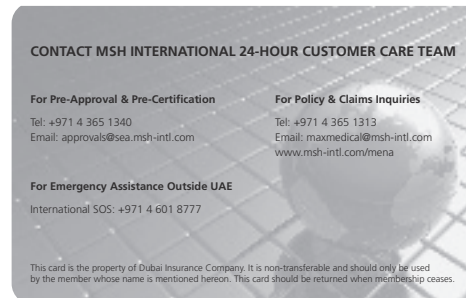 CONTACT MSH INTERNATIONAL 24-HOUR CUSTOMER CARE TEAM
For Pre-Approval & Pre-Certification
Tel: +971 4 365 1340
Email: approvals@sea.msh-intl.com
For Policy & Claims Inquiries
Tel: +971 4 365 1313
Email: maxmedical@msh-intl.com
www.msh-intl.com/mena
For Emergency Assistance Outside UAE
International SOS: +971 4 601 8777
This card is the property of Dubai Insurance Company. It is non-transferable and should only be used
by the member whose name is mentioned hereon. This card should be returned when membership ceases.